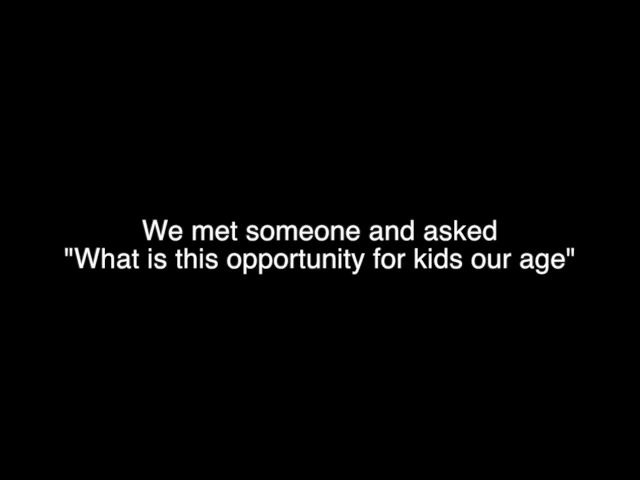 We met someone and asked
"What is this opportunity for kids our age"